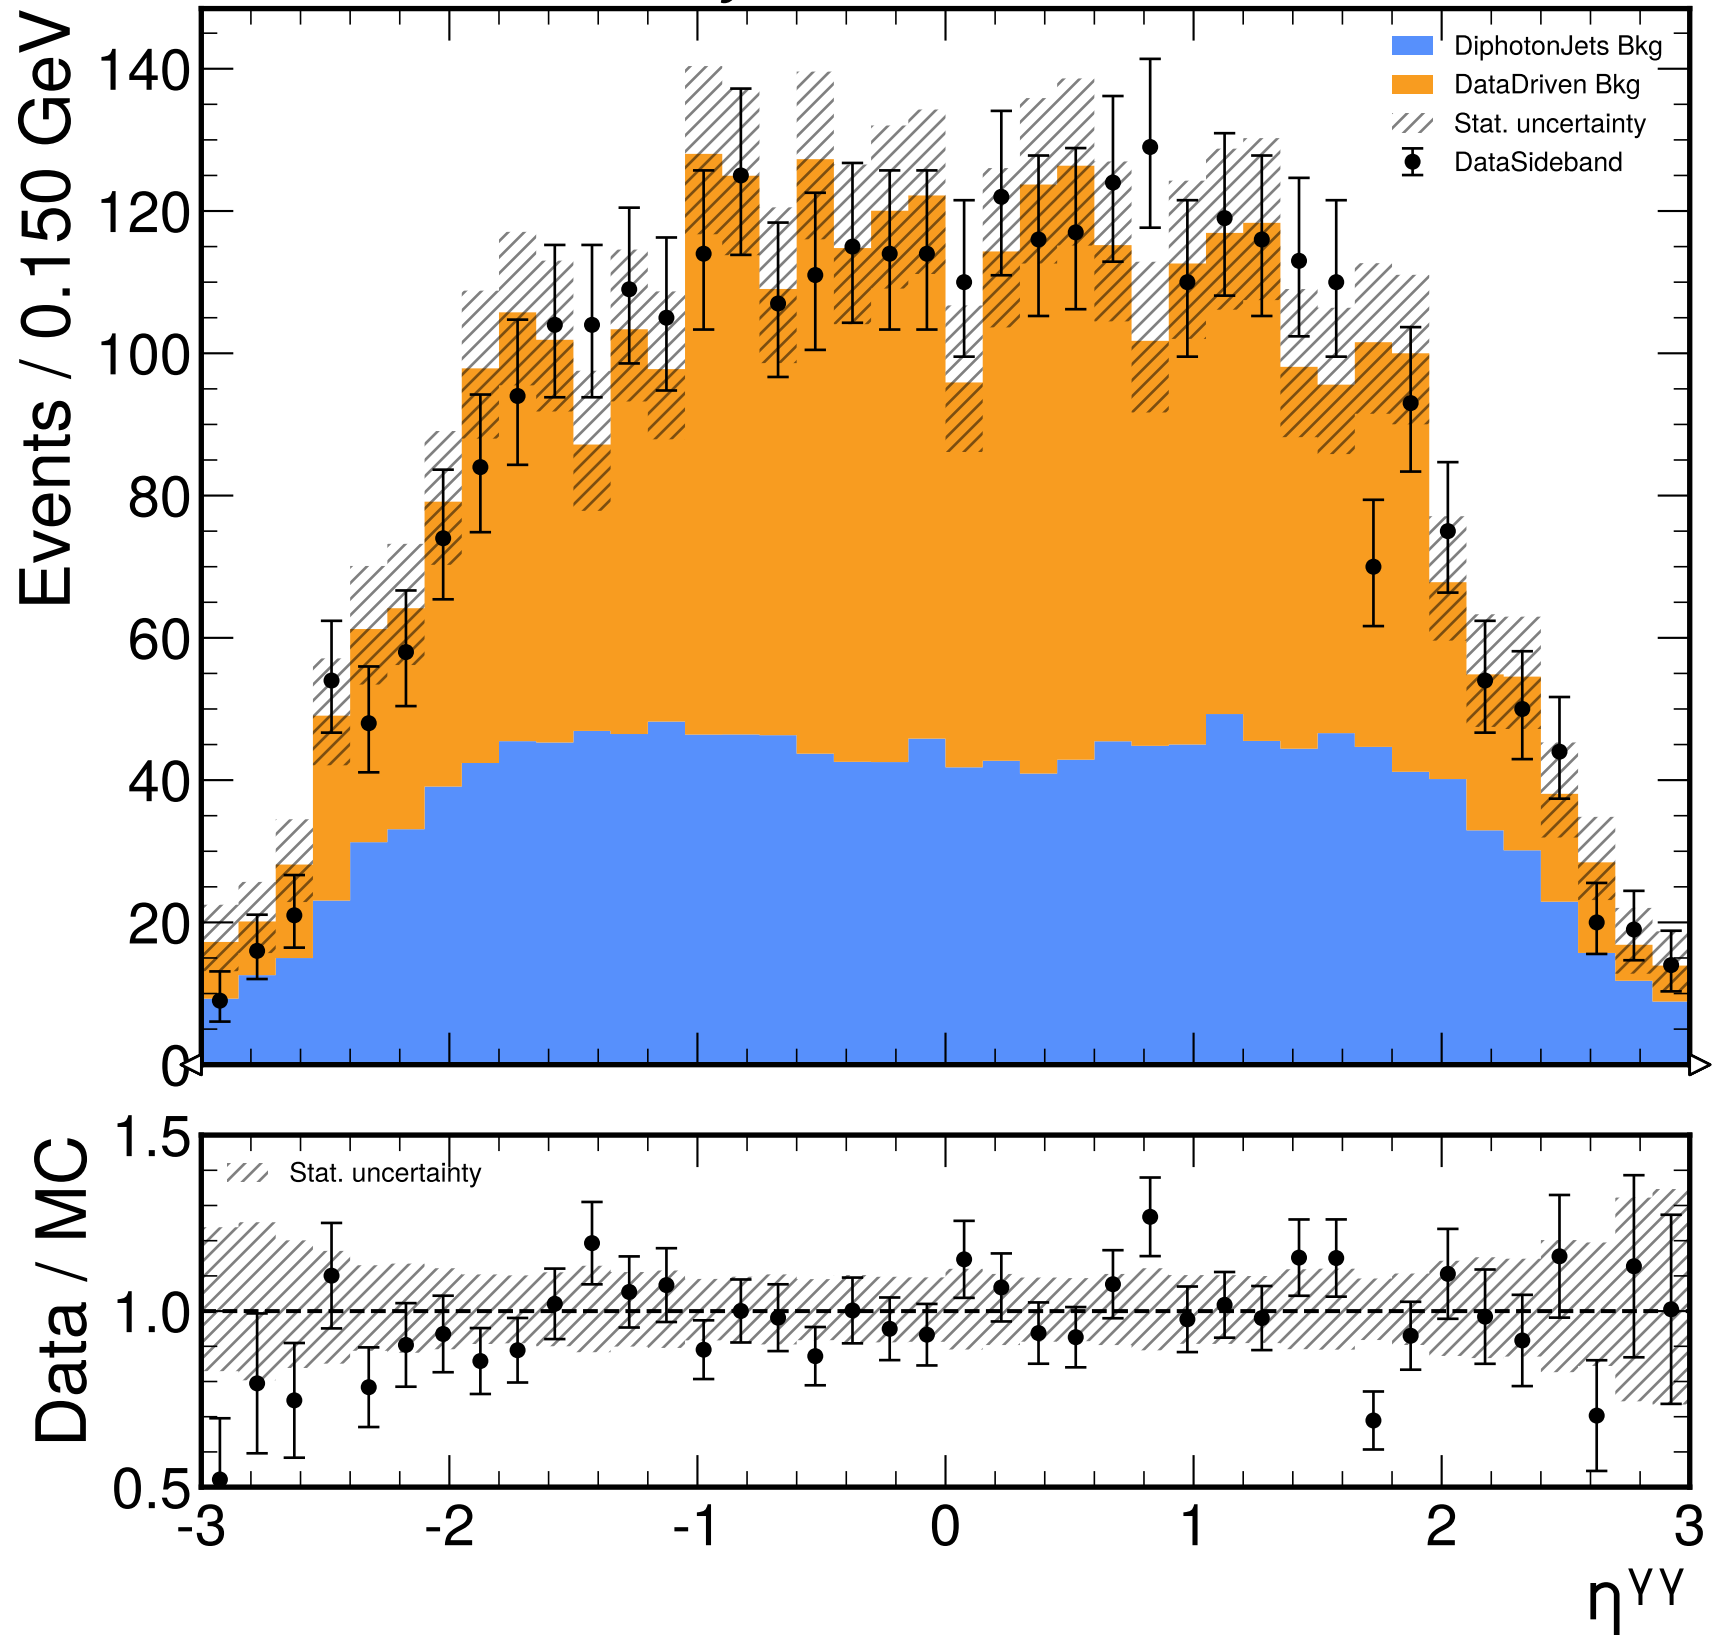 Events / 0.150 GeV
140
120
100
80
60
40
20
0
DiphotonJets Bkg
DataDriven Bkg
Stat. uncertainty
DataSideband
Data / MC
1.5
1.0
0.5
Stat. uncertainty
-3 -2 -1 0 1 2 3
η^γγ